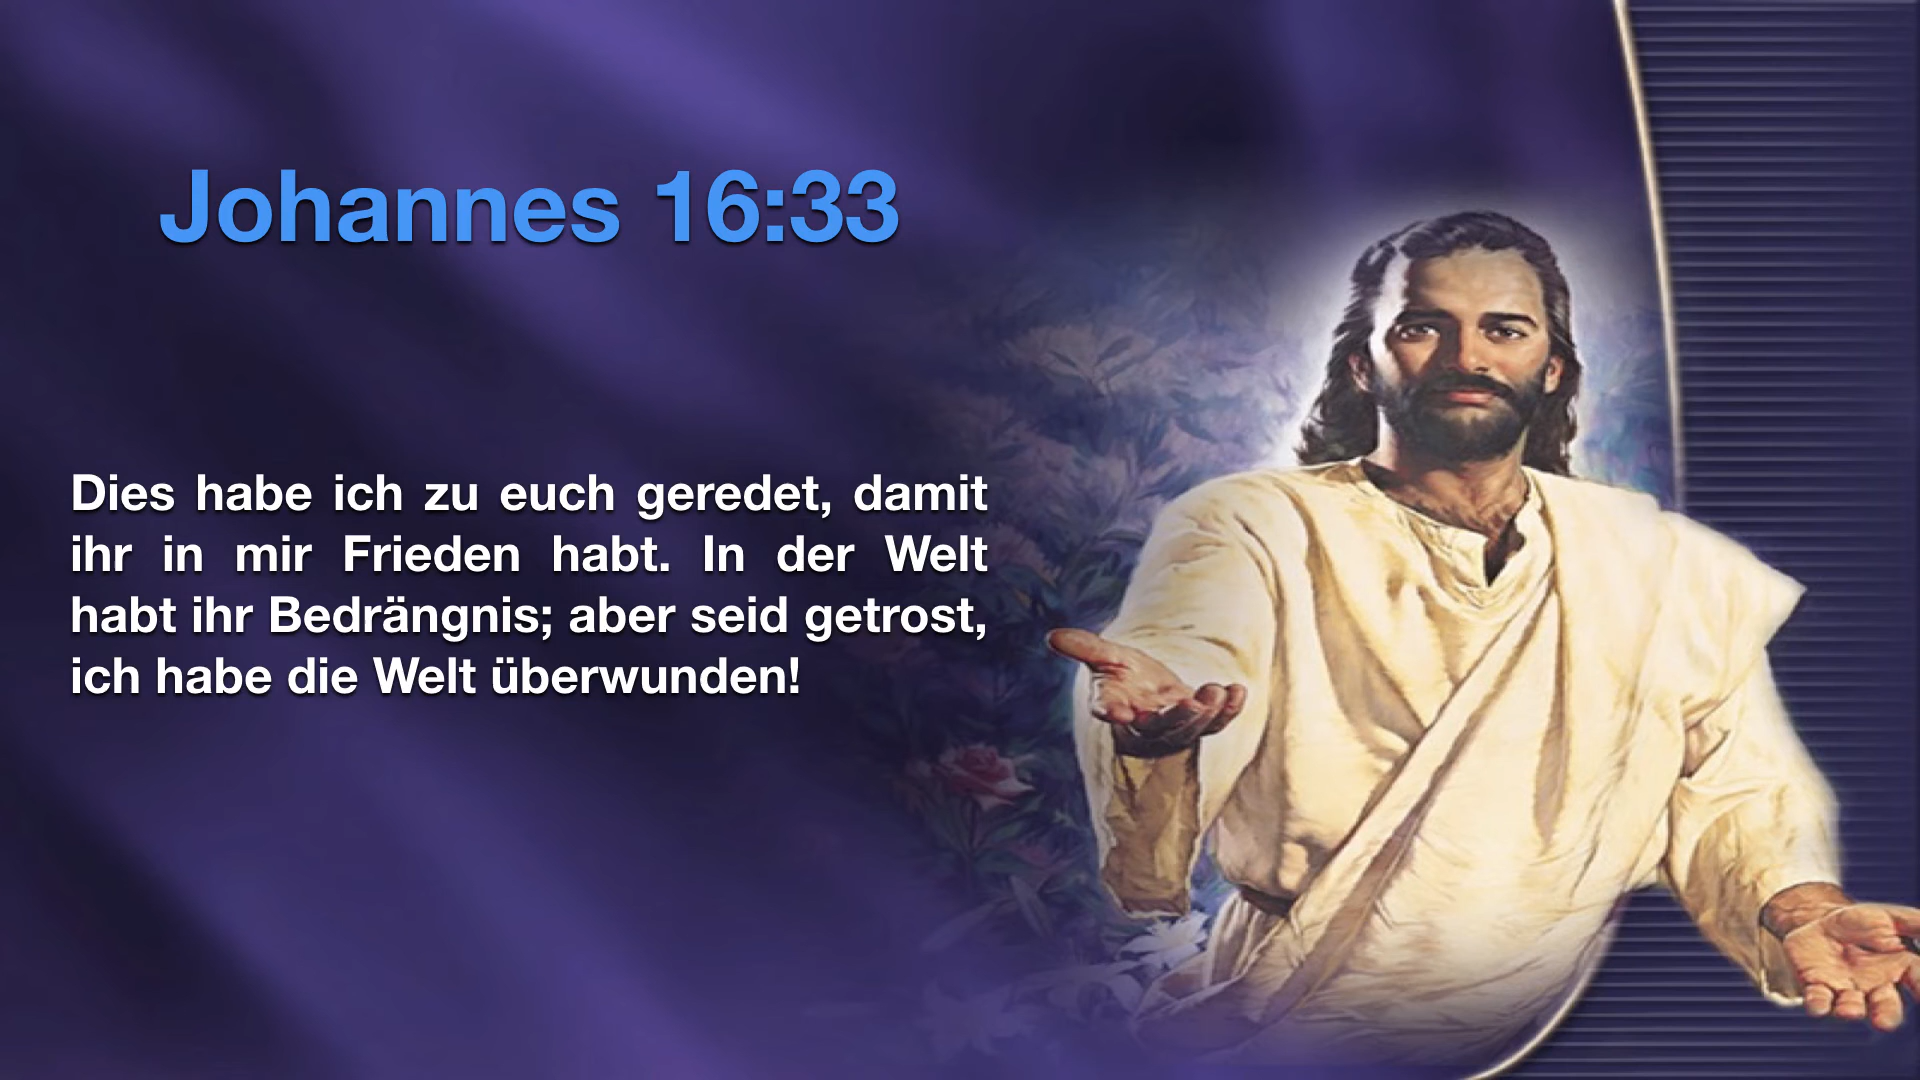 Johannes 16:33
Dies habe ich zu euch geredet, damit
ihr in mir Frieden habt. In der Welt
habt ihr Bedrängnis; aber seid getrost,
ich habe die Welt überwunden!